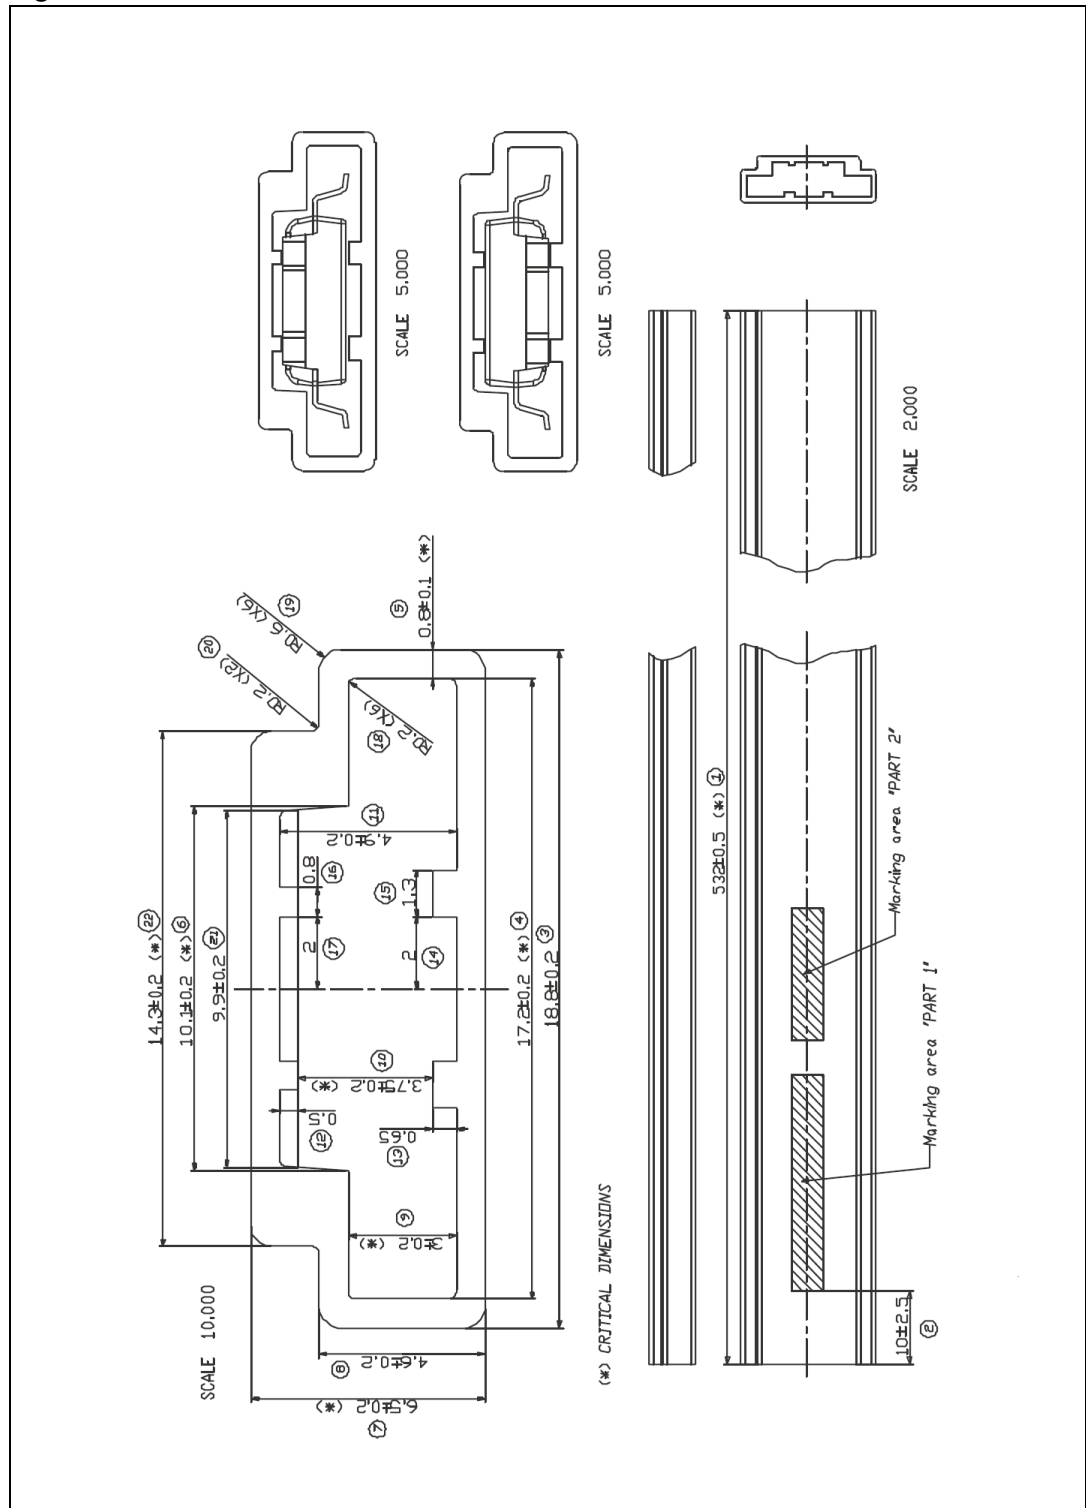 SCALE 5.000
SCALE 5.000
SCALE 2.000
SCALE 10.000
14.3±0.2 (*) 22
10.1±0.2 (*) 6
9.9±0.2 21
R0.2 (X2) 20
R0.6 (X6) 19
R0.2 (X6) 18
0.8±0.1 (*) 5
4.9±0.2 11
0.8 16
2 17
1.3 15
2 14
3.75±0.2 (*) 10
0.5 12
0.65 13
3±0.2 (*) 9
17.2±0.2 (*) 4
18.8±0.2 3
4.6±0.2 8
6.5±0.2 (*) 7
(*) CRITICAL DIMENSIONS
532±0.5 (*) 1
Marking area 'PART 2'
Marking area 'PART 1'
10±2.5 2